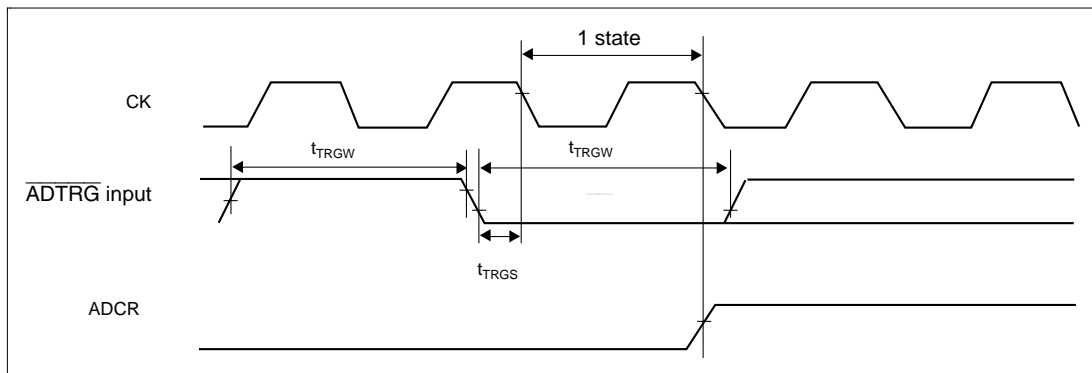 1 state
CK
tTRGW
tTRGW
ADTRG input
tTRGS
ADCR